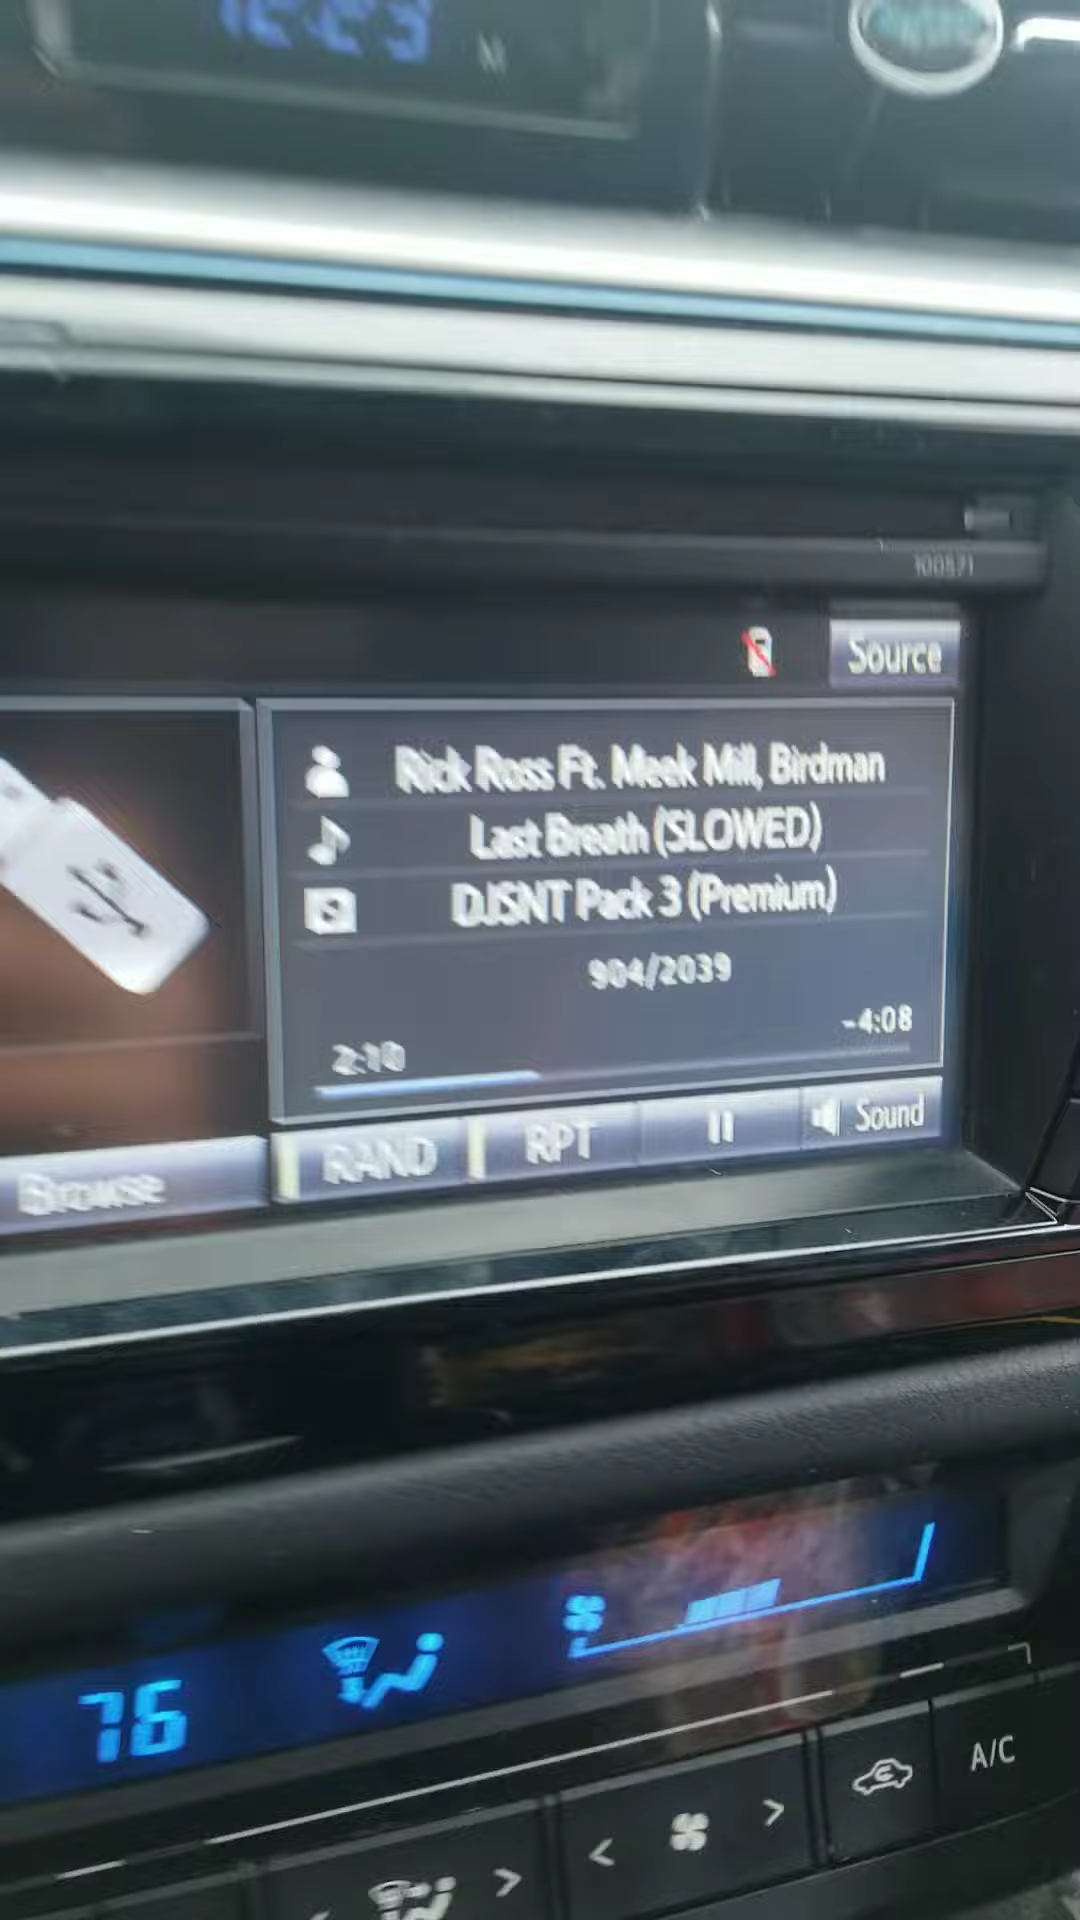 100571
Source
Rick Ross Ft. Meek Mill, Birdman
Last Breath (SLOWED)
DJSNT Pack 3 (Premium)
904/2039
2:10
-4:08
Browse
RAND
RPT
Sound
76
A/C